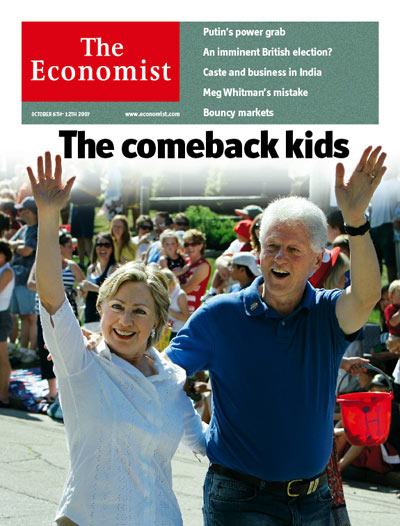 The
Economist
OCTOBER 6TH-12TH 2007
www.economist.com
Putin's power grab
An imminent British election?
Caste and business in India
Meg Whitman's mistake
Bouncy markets
The comeback kids